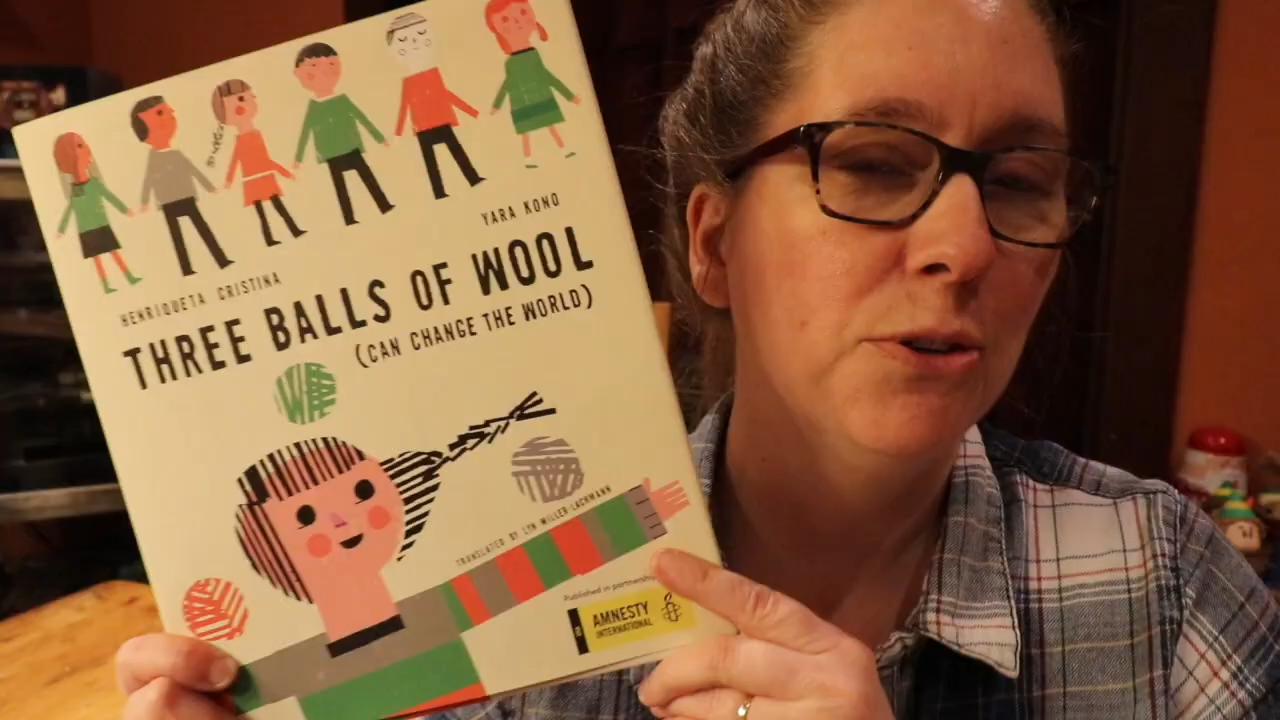 YARA KONO
HENRIQUETA CRISTINA
THREE BALLS OF WOOL
(CAN CHANGE THE WORLD)
TRANSLATED BY LYN MILLER-LACHMANN
Published in partnership
AMNESTY
INTERNATIONAL